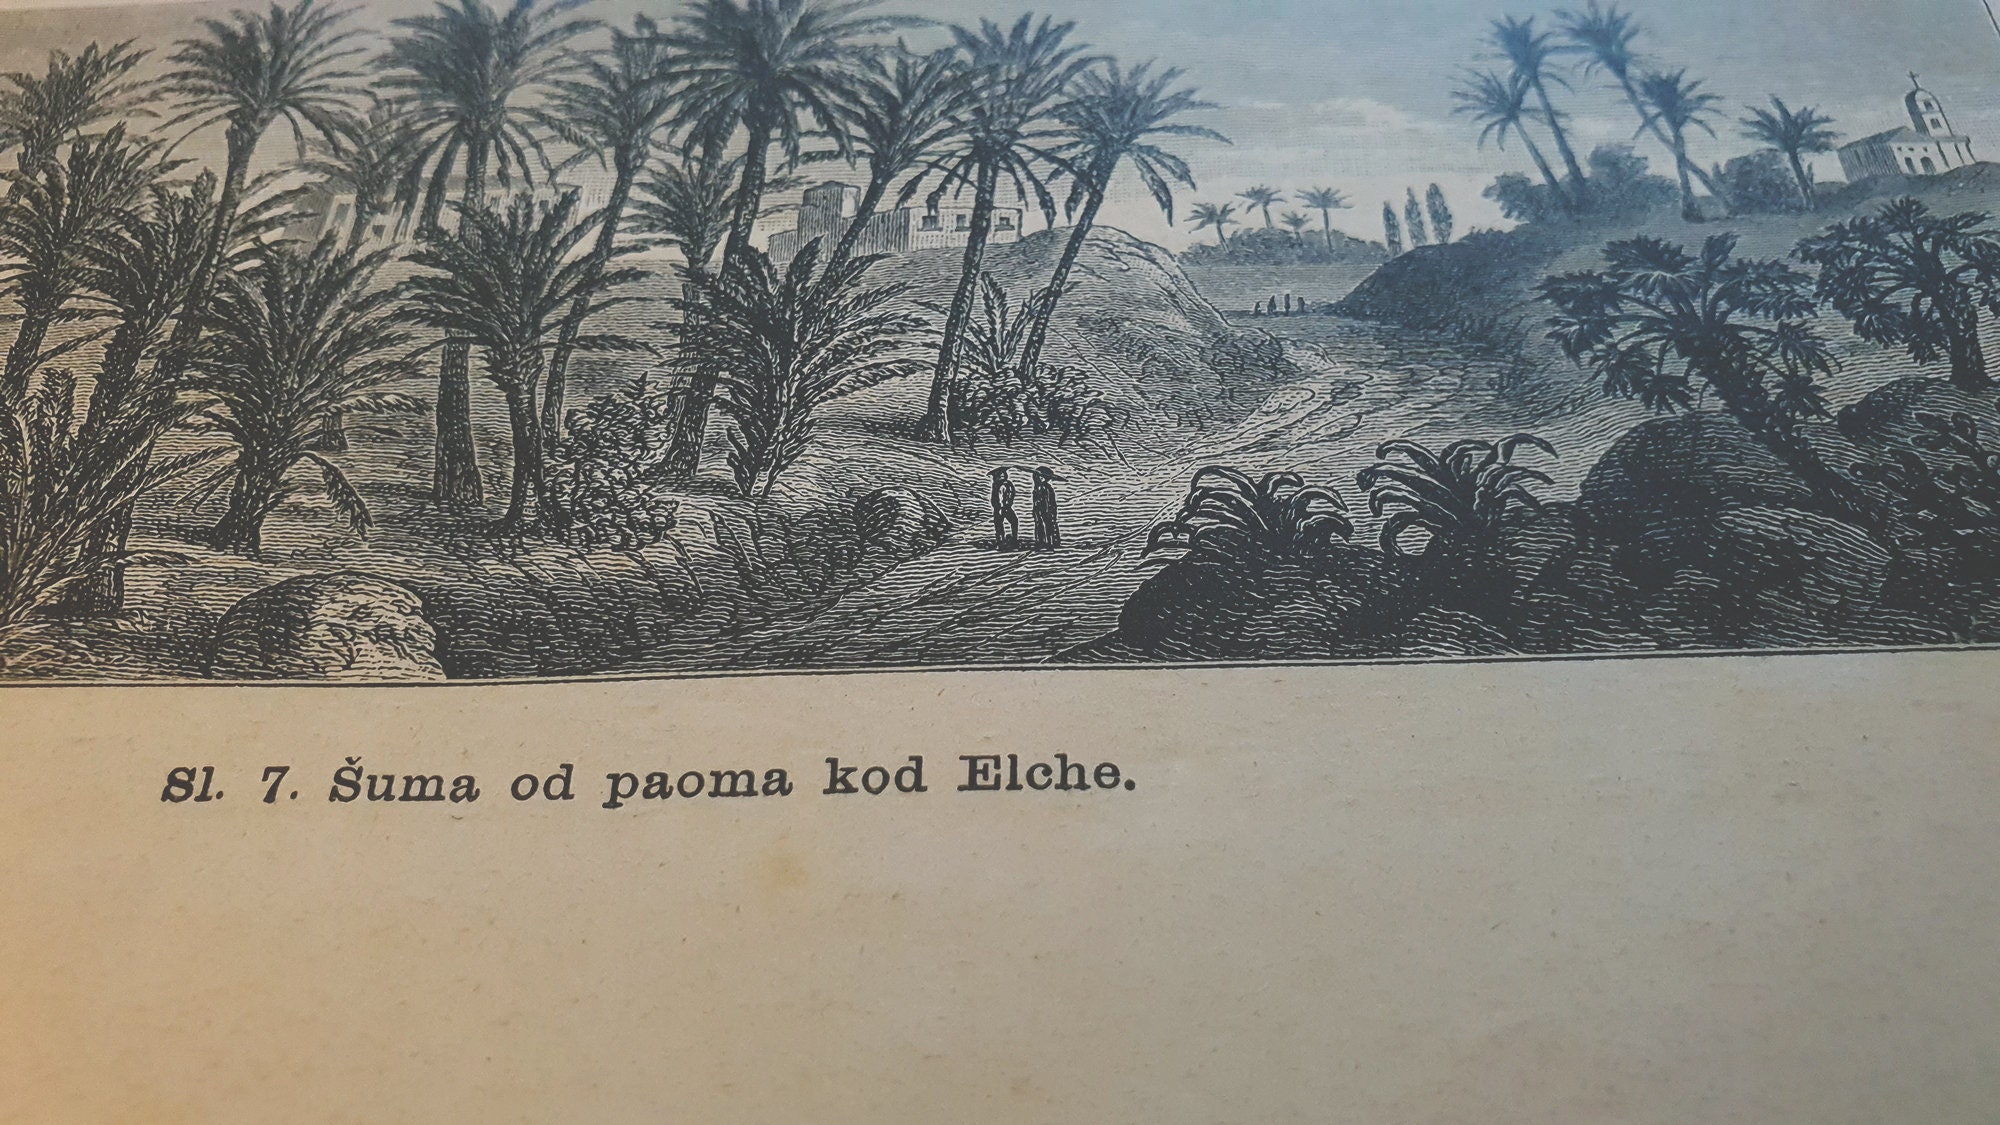 Sl. 7. Šuma od paoma kod Elche.